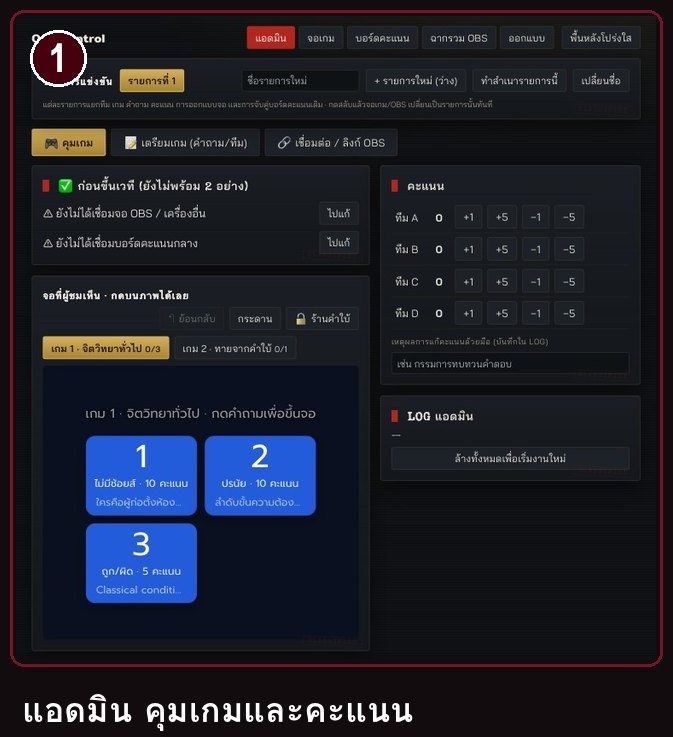 1
แอดมิน จอเกม บอร์ดคะแนน ฉากรวม OBS ออกแบบ พื้นหลังโปร่งใส
รายการที่ 1 ชื่อรายการใหม่ + รายการใหม่ (ว่าง) ทำสำเนารายการนี้ เปลี่ยนชื่อ
แต่ละรายการแยกทีม เกม คำถาม คะแนน การออกแบบจอ และการจับคู่บอร์ดคะแนนเดิม · กดสลับแล้วจอเกม/OBS เปลี่ยนเป็นรายการนั้นทันที
🎮 คุมเกม 📝 เตรียมเกม (คำถาม/ทีม) 🔗 เชื่อมต่อ / ลิงก์ OBS
✅ ก่อนขึ้นเวที (ยังไม่พร้อม 2 อย่าง)
⚠ ยังไม่ได้เชื่อมจอ OBS / เครื่องอื่น ไปแก้
⚠ ยังไม่ได้เชื่อมบอร์ดคะแนนกลาง ไปแก้
จอที่ผู้ชมเห็น · กดบนภาพได้เลย
ย้อนกลับ กระดาน 🔒 ร้านคำใบ้
เกม 1 · จิตวิทยาทั่วไป 0/3 เกม 2 · ทายจากคำใบ้ 0/1
เกม 1 · จิตวิทยาทั่วไป · กดคำถามเพื่อขึ้นจอ
1
ไม่มีช้อยส์ · 10 คะแนน
ใครคือผู้ก่อตั้งห้อง...
2
ปรนัย · 10 คะแนน
ลำดับขั้นความต้อง...
3
ถูก/ผิด · 5 คะแนน
Classical conditi...
คะแนน
ทีม A 0 +1 +5 −1 −5
ทีม B 0 +1 +5 −1 −5
ทีม C 0 +1 +5 −1 −5
ทีม D 0 +1 +5 −1 −5
เหตุผลการแก้คะแนนด้วยมือ (บันทึกใน LOG)
เช่น กรรมการทบทวนคำตอบ
LOG แอดมิน
—
ล้างทั้งหมดเพื่อเริ่มงานใหม่
แอดมิน คุมเกมและคะแนน